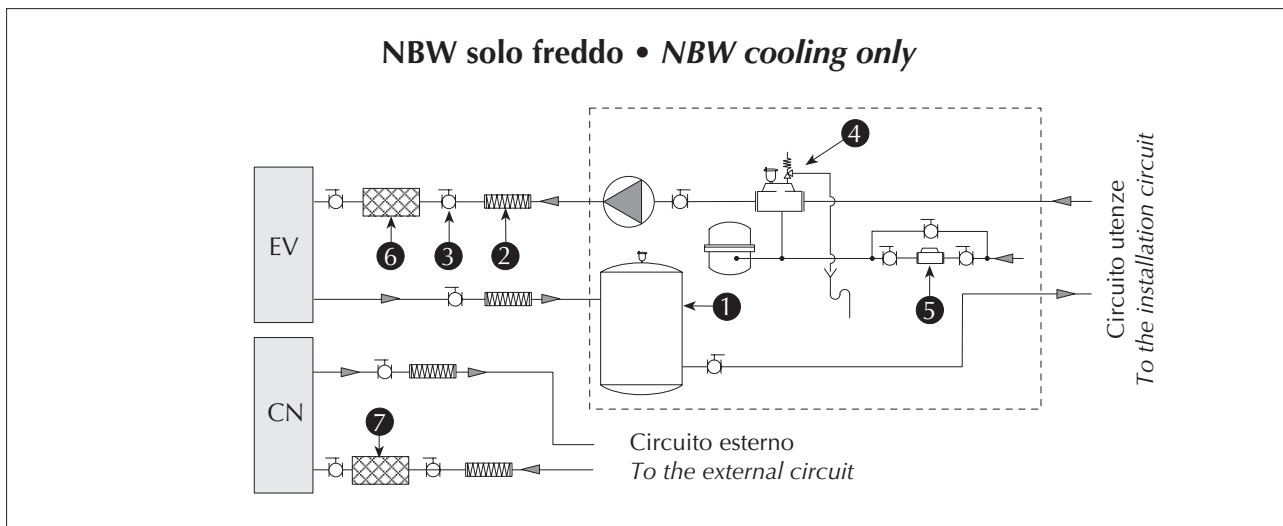 NBW solo freddo • NBW cooling only
4
EV
6
3
2
1
5
Circuito utenze
To the installation circuit
CN
7
Circuito esterno
To the external circuit